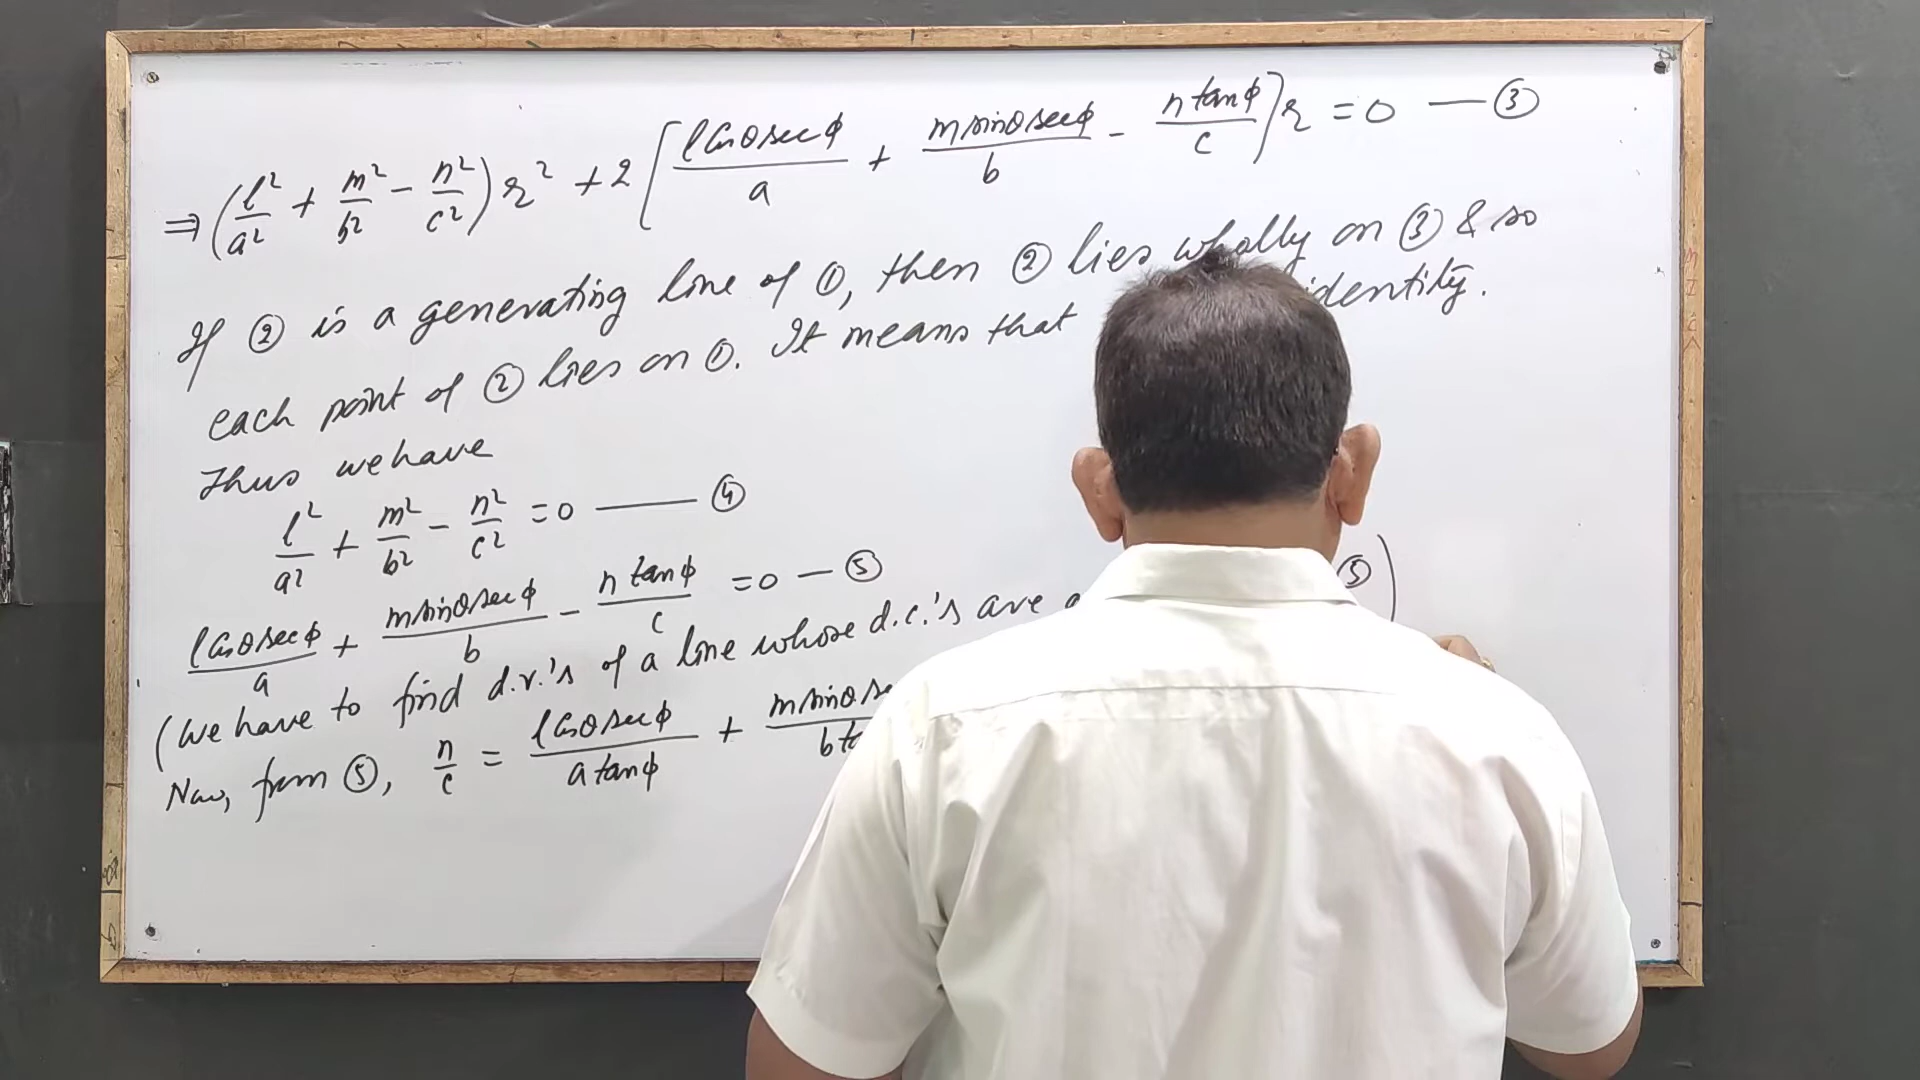 ⇒ (l²/a² + m²/b² - n²/c²) r² + 2 [l cosθ secφ/a + m sinθ secφ/b - n tanφ/c] r = 0 — ③
If ② is a generating line of ①, then ② lies wholly on ③ & so
each point of ② lies on ①. It means that identity.
Thus we have
l²/a² + m²/b² - n²/c² = 0 — ④
l cosθ secφ/a + m sinθ secφ/b - n tanφ/c = 0 — ⑤
(We have to find d.r.'s of a line whose d.c.'s are ⑤)
Now, from ⑤, n/c = l cosθ secφ/a tanφ + m sinθ se/b ta